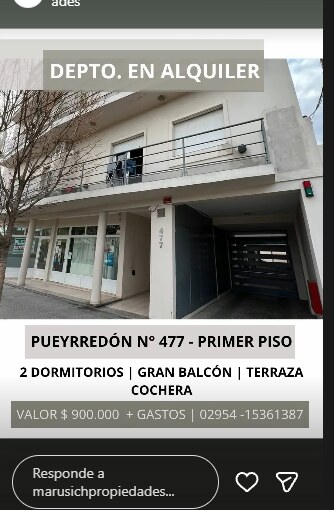 ades
DEPTO. EN ALQUILER
477
PUEYRREDÓN Nº 477 - PRIMER PISO
2 DORMITORIOS | GRAN BALCÓN | TERRAZA
COCHERA
VALOR $ 900.000 + GASTOS | 02954 -15361387
Responde a
marusichpropiedades...